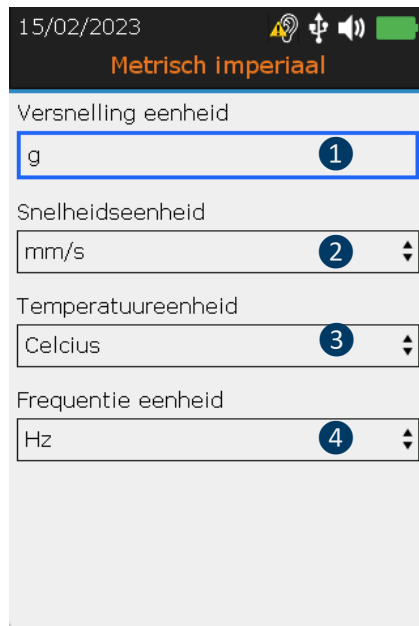 15/02/2023
Metrisch imperiaal
Versnelling eenheid
g 1
Snelheidseenheid
mm/s 2
Temperatuureenheid
Celcius 3
Frequentie eenheid
Hz 4